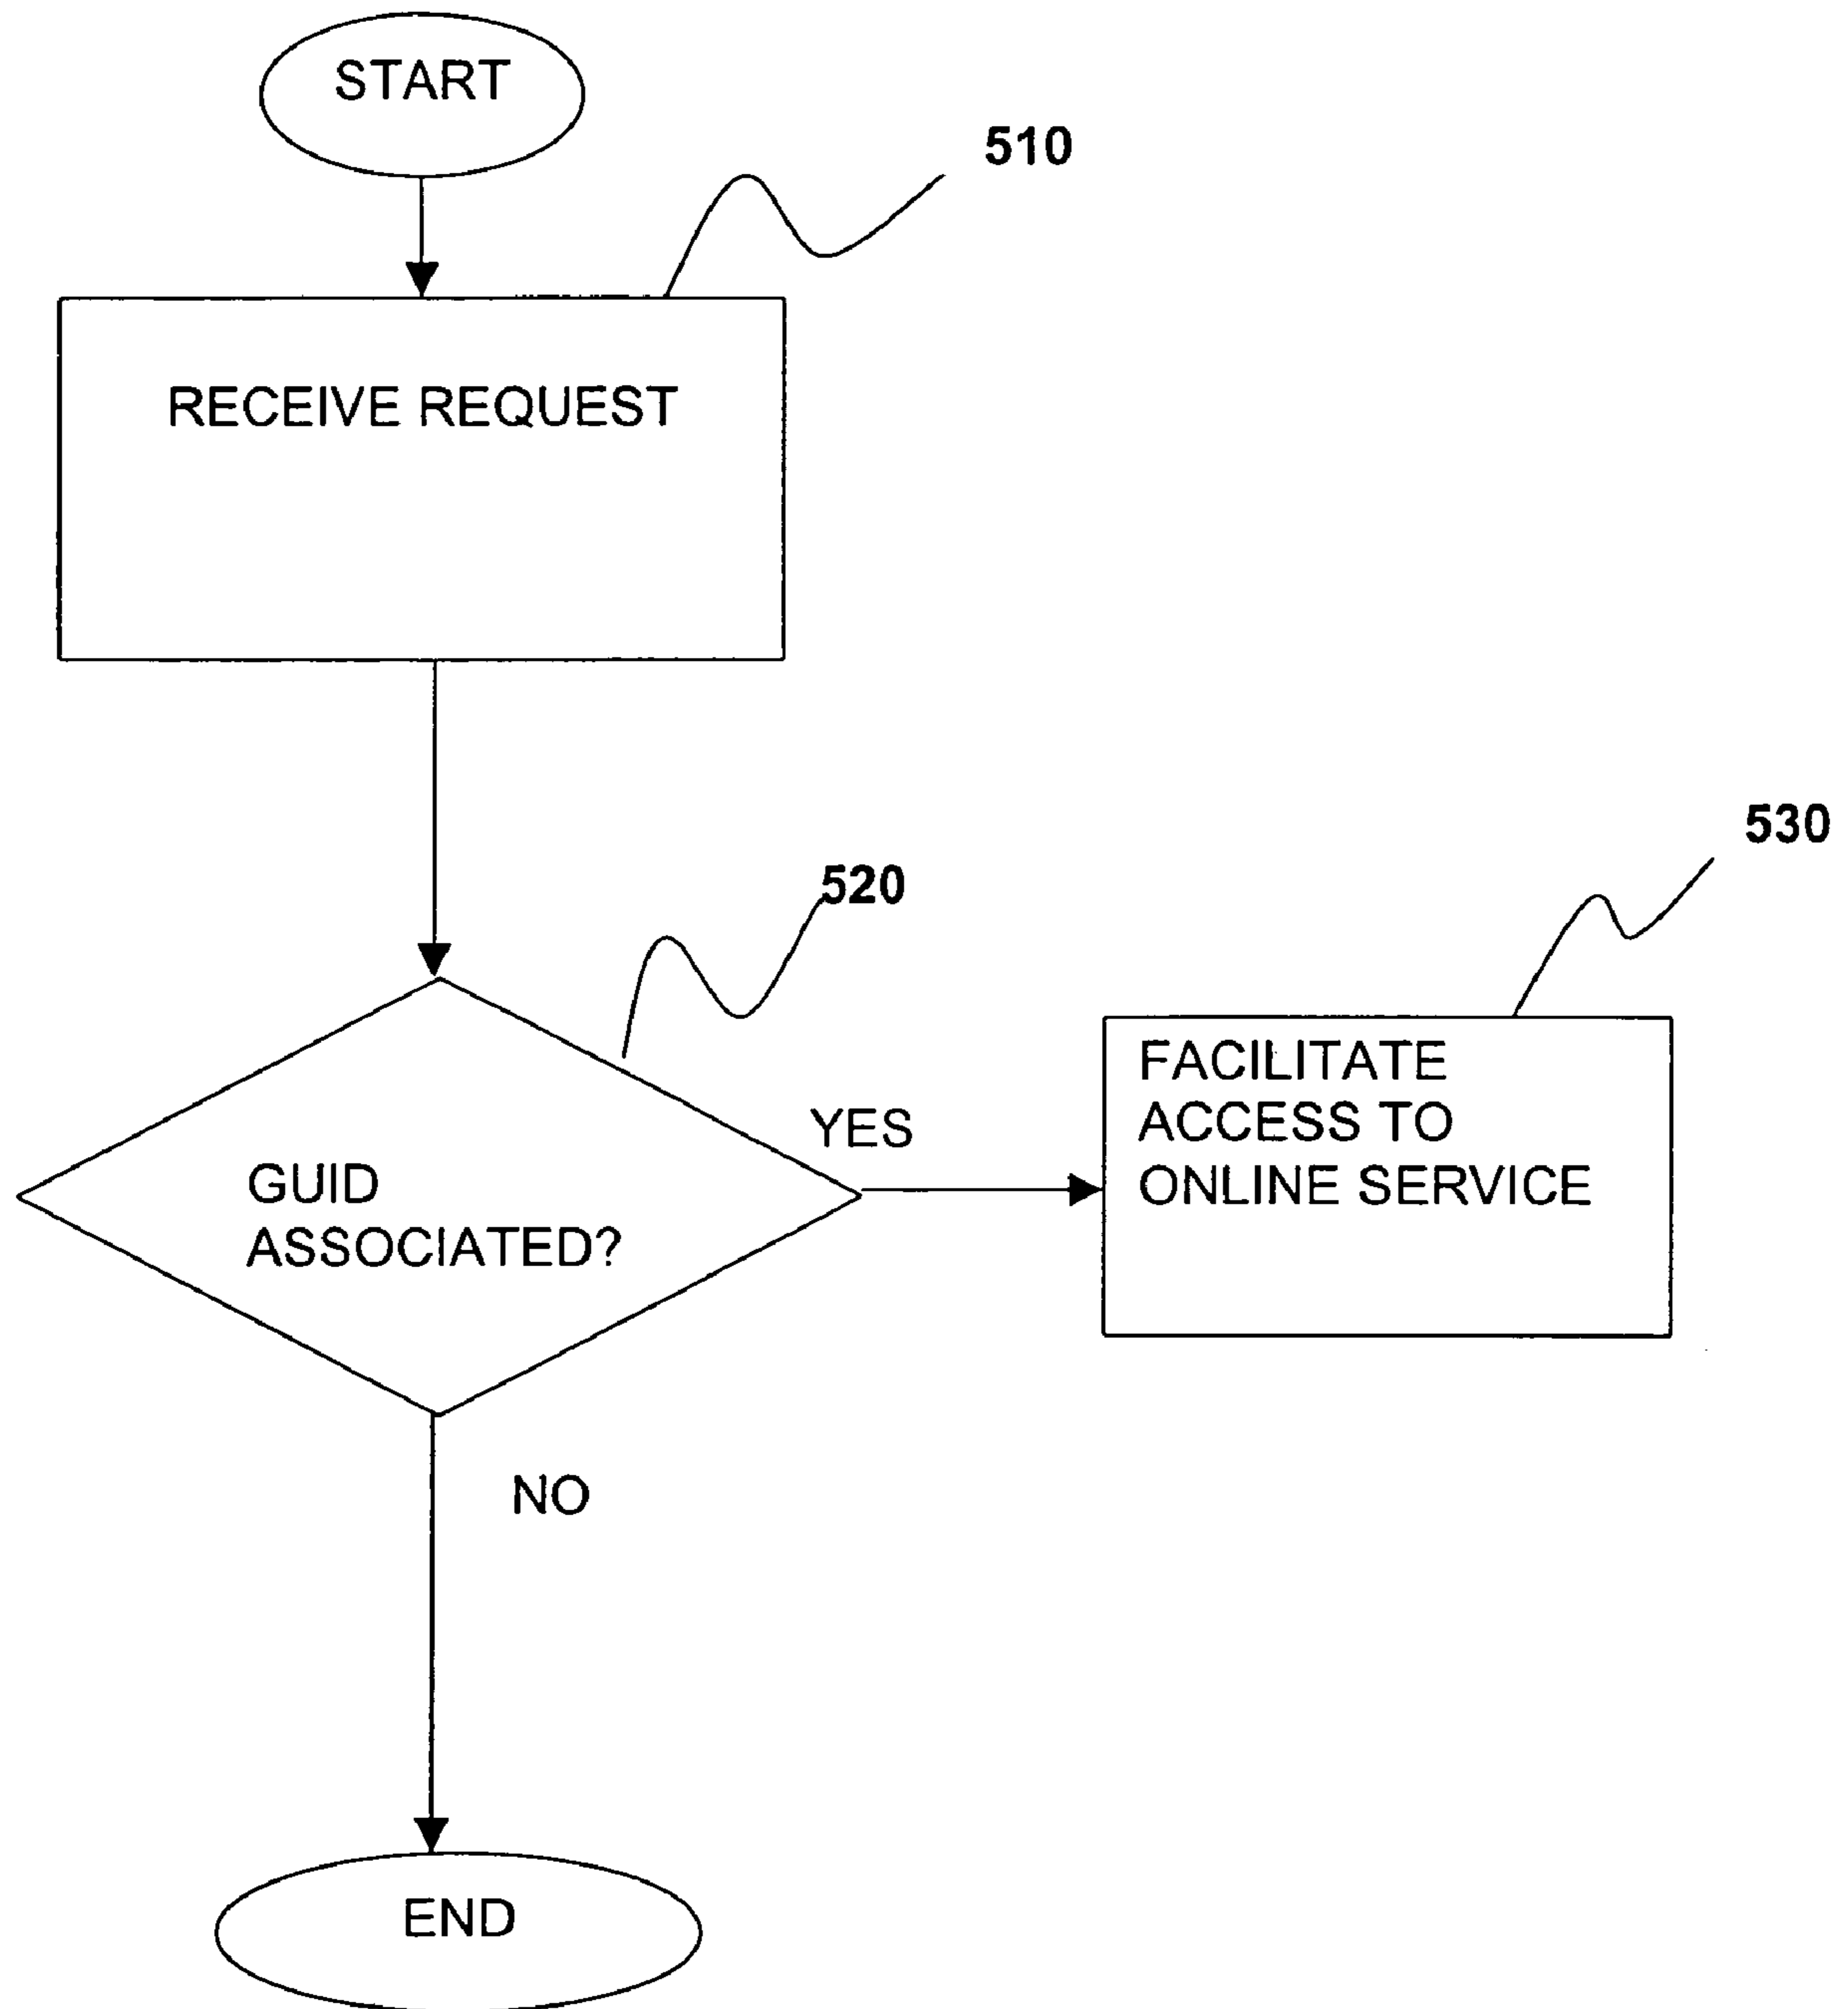 START
510
RECEIVE REQUEST
520
530
GUID
ASSOCIATED?
YES
FACILITATE
ACCESS TO
ONLINE SERVICE
NO
END